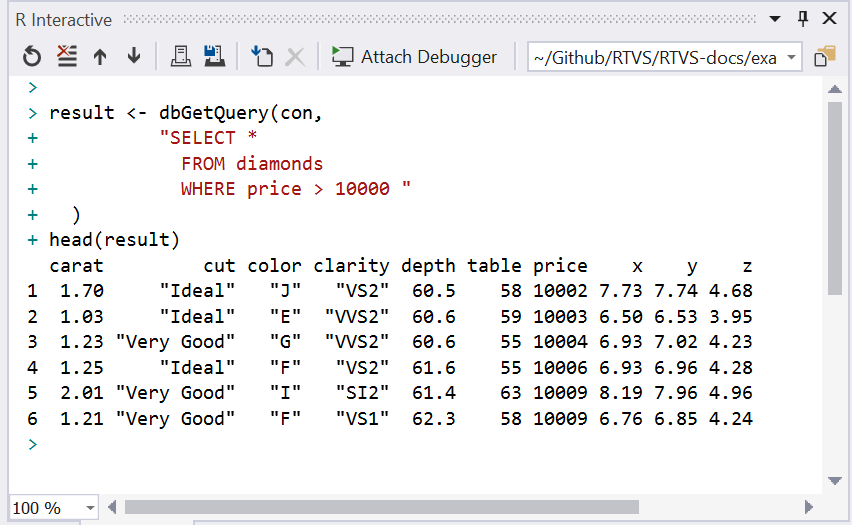 R Interactive
Attach Debugger ~/Github/RTVS/RTVS-docs/exa
>
> result <- dbGetQuery(con,
+ "SELECT *
+ FROM diamonds
+ WHERE price > 10000 "
+ )
+ head(result)
carat cut color clarity depth table price x y z
1 1.70 "Ideal" "J" "VS2" 60.5 58 10002 7.73 7.74 4.68
2 1.03 "Ideal" "E" "VVS2" 60.6 59 10003 6.50 6.53 3.95
3 1.23 "Very Good" "G" "VVS2" 60.6 55 10004 6.93 7.02 4.23
4 1.25 "Ideal" "F" "VS2" 61.6 55 10006 6.93 6.96 4.28
5 2.01 "Very Good" "I" "SI2" 61.4 63 10009 8.19 7.96 4.96
6 1.21 "Very Good" "F" "VS1" 62.3 58 10009 6.76 6.85 4.24
>
100 %